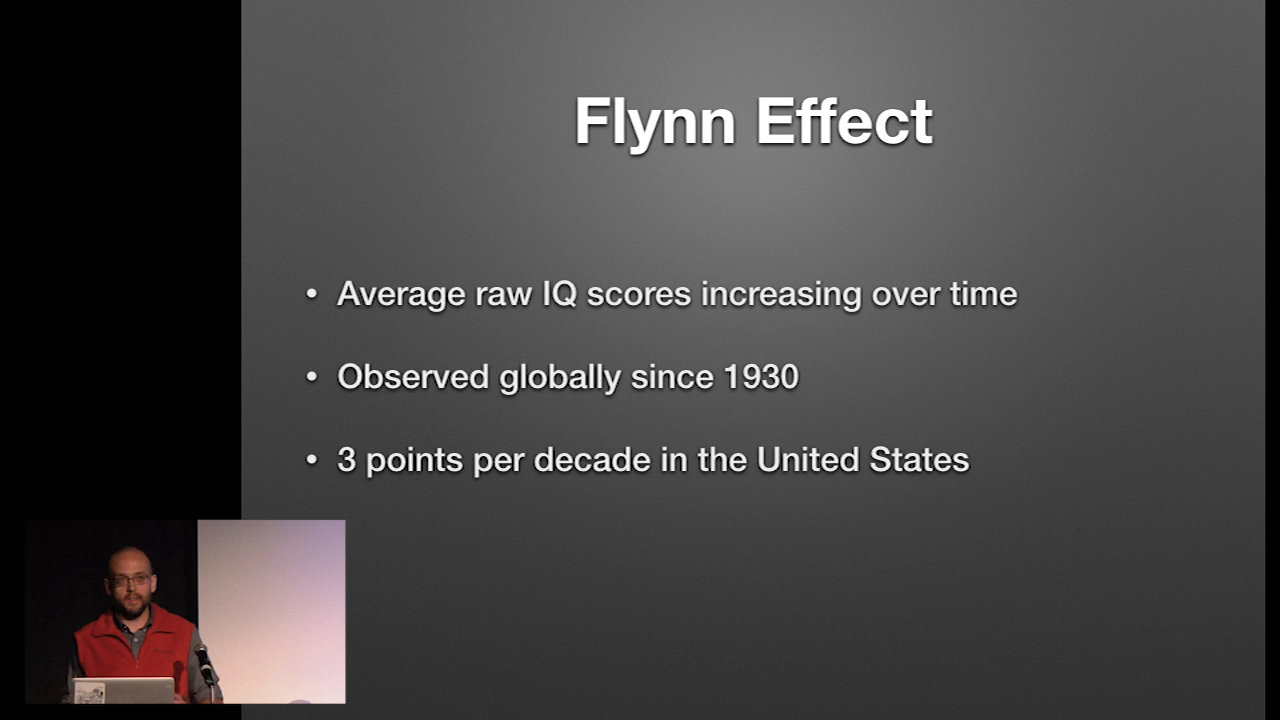 Flynn Effect
• Average raw IQ scores increasing over time
• Observed globally since 1930
• 3 points per decade in the United States